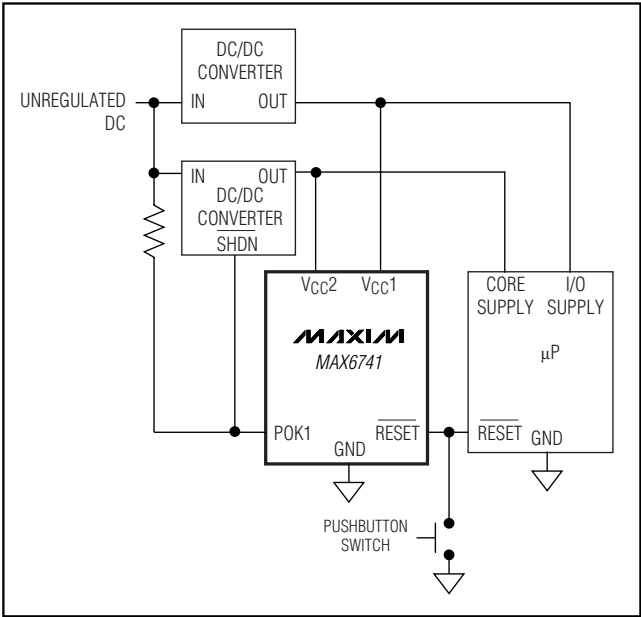 DC/DC
CONVERTER
UNREGULATED
DC
IN OUT
IN OUT
DC/DC
CONVERTER
SHDN
VCC2 VCC1
CORE
SUPPLY
I/O
SUPPLY
MAXIM
MAX6741
μP
POK1 RESET
GND
RESET GND
PUSHBUTTON
SWITCH